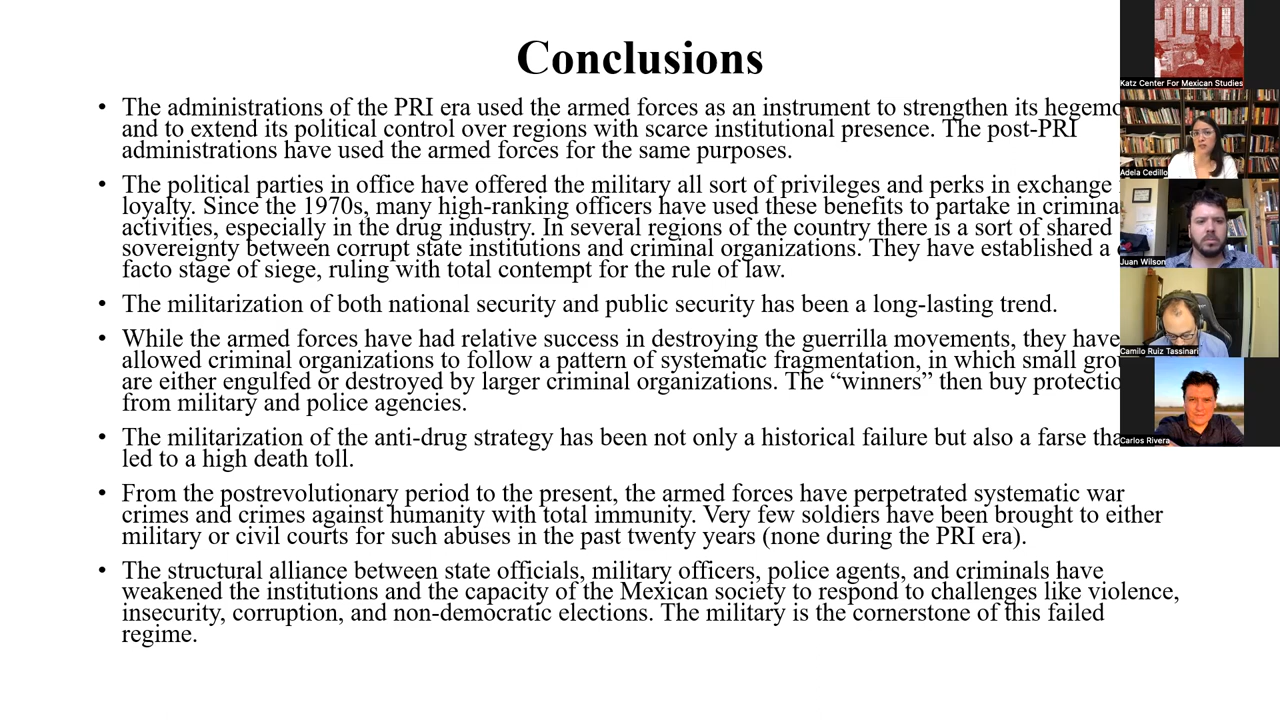 Conclusions
• The administrations of the PRI era used the armed forces as an instrument to strengthen its
and to extend its political control over regions with scarce institutional presence. The post-PRI
administrations have used the armed forces for the same purposes.
• The political parties in office have offered the military all sort of privileges and perks in exchange
loyalty. Since the 1970s, many high-ranking officers have used these benefits to partake in
activities, especially in the drug industry. In several regions of the country there is a sort of shared
sovereignty between corrupt state institutions and criminal organizations. They have established a
facto stage of siege, ruling with total contempt for the rule of law.
• The militarization of both national security and public security has been a long-lasting trend.
• While the armed forces have had relative success in destroying the guerrilla movements, they have
allowed criminal organizations to follow a pattern of systematic fragmentation, in which small
are either engulfed or destroyed by larger criminal organizations. The “winners” then buy
from military and police agencies.
• The militarization of the anti-drug strategy has been not only a historical failure but also a farse
led to a high death toll.
• From the postrevolutionary period to the present, the armed forces have perpetrated systematic war
crimes and crimes against humanity with total immunity. Very few soldiers have been brought to either
military or civil courts for such abuses in the past twenty years (none during the PRI era).
• The structural alliance between state officials, military officers, police agents, and criminals have
weakened the institutions and the capacity of the Mexican society to respond to challenges like violence,
insecurity, corruption, and non-democratic elections. The military is the cornerstone of this failed
regime.
Katz Center For Mexican Studies
Adela Cedillo
Juan Wilson
Camilo Ruiz Tassinari
Carlos Rivera